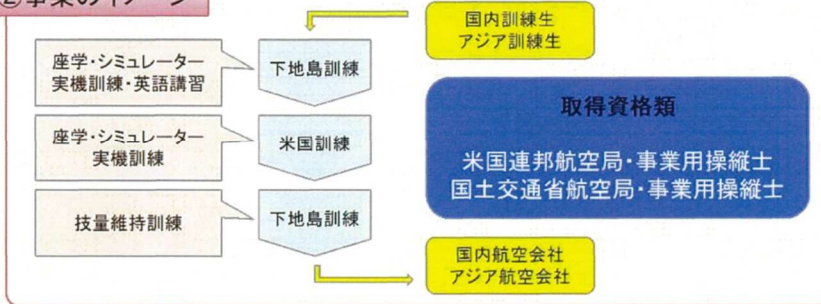 ②事業のイメージ
国内訓練生
アジア訓練生
座学・シミュレーター
実機訓練・英語講習
下地島訓練
取得資格類
米国連邦航空局・事業用操縦士
国土交通省航空局・事業用操縦士
座学・シミュレーター
実機訓練
米国訓練
技量維持訓練
下地島訓練
国内航空会社
アジア航空会社